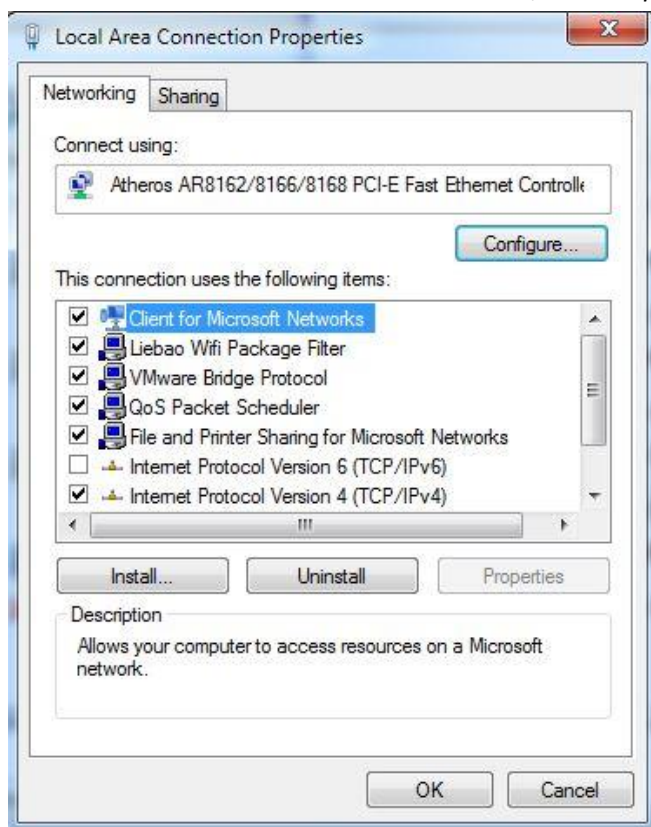 Local Area Connection Properties
Networking Sharing
Connect using:
Atheros AR8162/8166/8168 PCI-E Fast Ethernet Controlle
Configure...
This connection uses the following items:
Client for Microsoft Networks
Liebao Wifi Package Filter
VMware Bridge Protocol
QoS Packet Scheduler
File and Printer Sharing for Microsoft Networks
Internet Protocol Version 6 (TCP/IPv6)
Internet Protocol Version 4 (TCP/IPv4)
Install... Uninstall Properties
Description
Allows your computer to access resources on a Microsoft
network.
OK Cancel